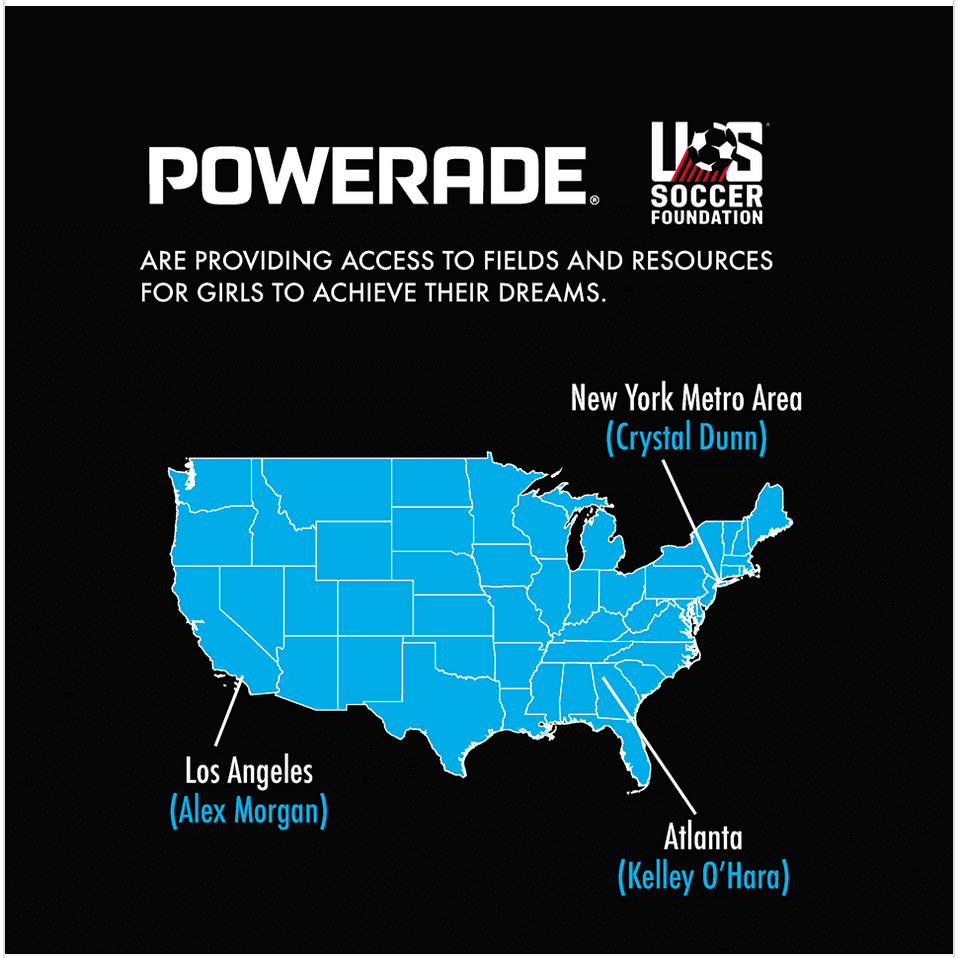 POWERADE®
US
SOCCER
FOUNDATION
ARE PROVIDING ACCESS TO FIELDS AND RESOURCES
FOR GIRLS TO ACHIEVE THEIR DREAMS.
New York Metro Area
(Crystal Dunn)
Los Angeles
(Alex Morgan)
Atlanta
(Kelley O’Hara)